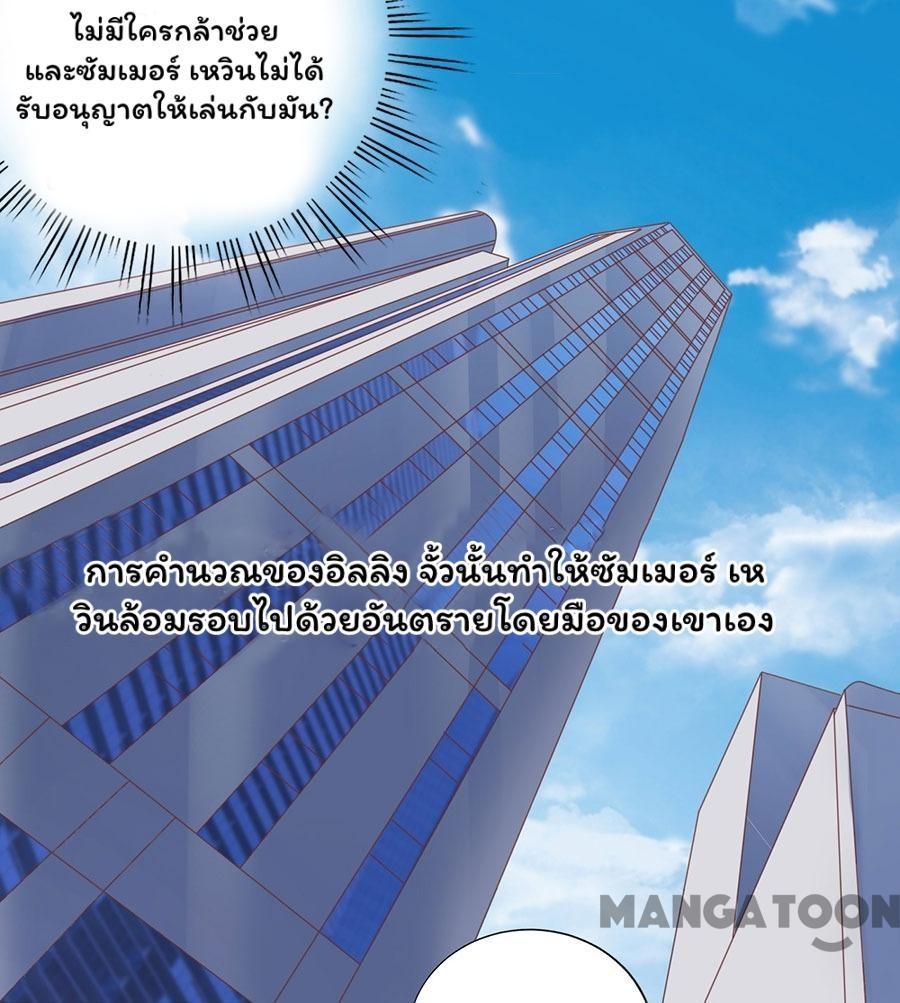 ไม่มีใครกล้าช่วย
และซัมเมอร์ เหวินไม่ได้
รับอนุญาตให้เล่นกับมัน?
การคำนวณของอิลลิง จั้วนั้นทำให้ซัมเมอร์ เห
วินล้อมรอบไปด้วยอันตรายโดยมือของเขาเอง
MANGATOON